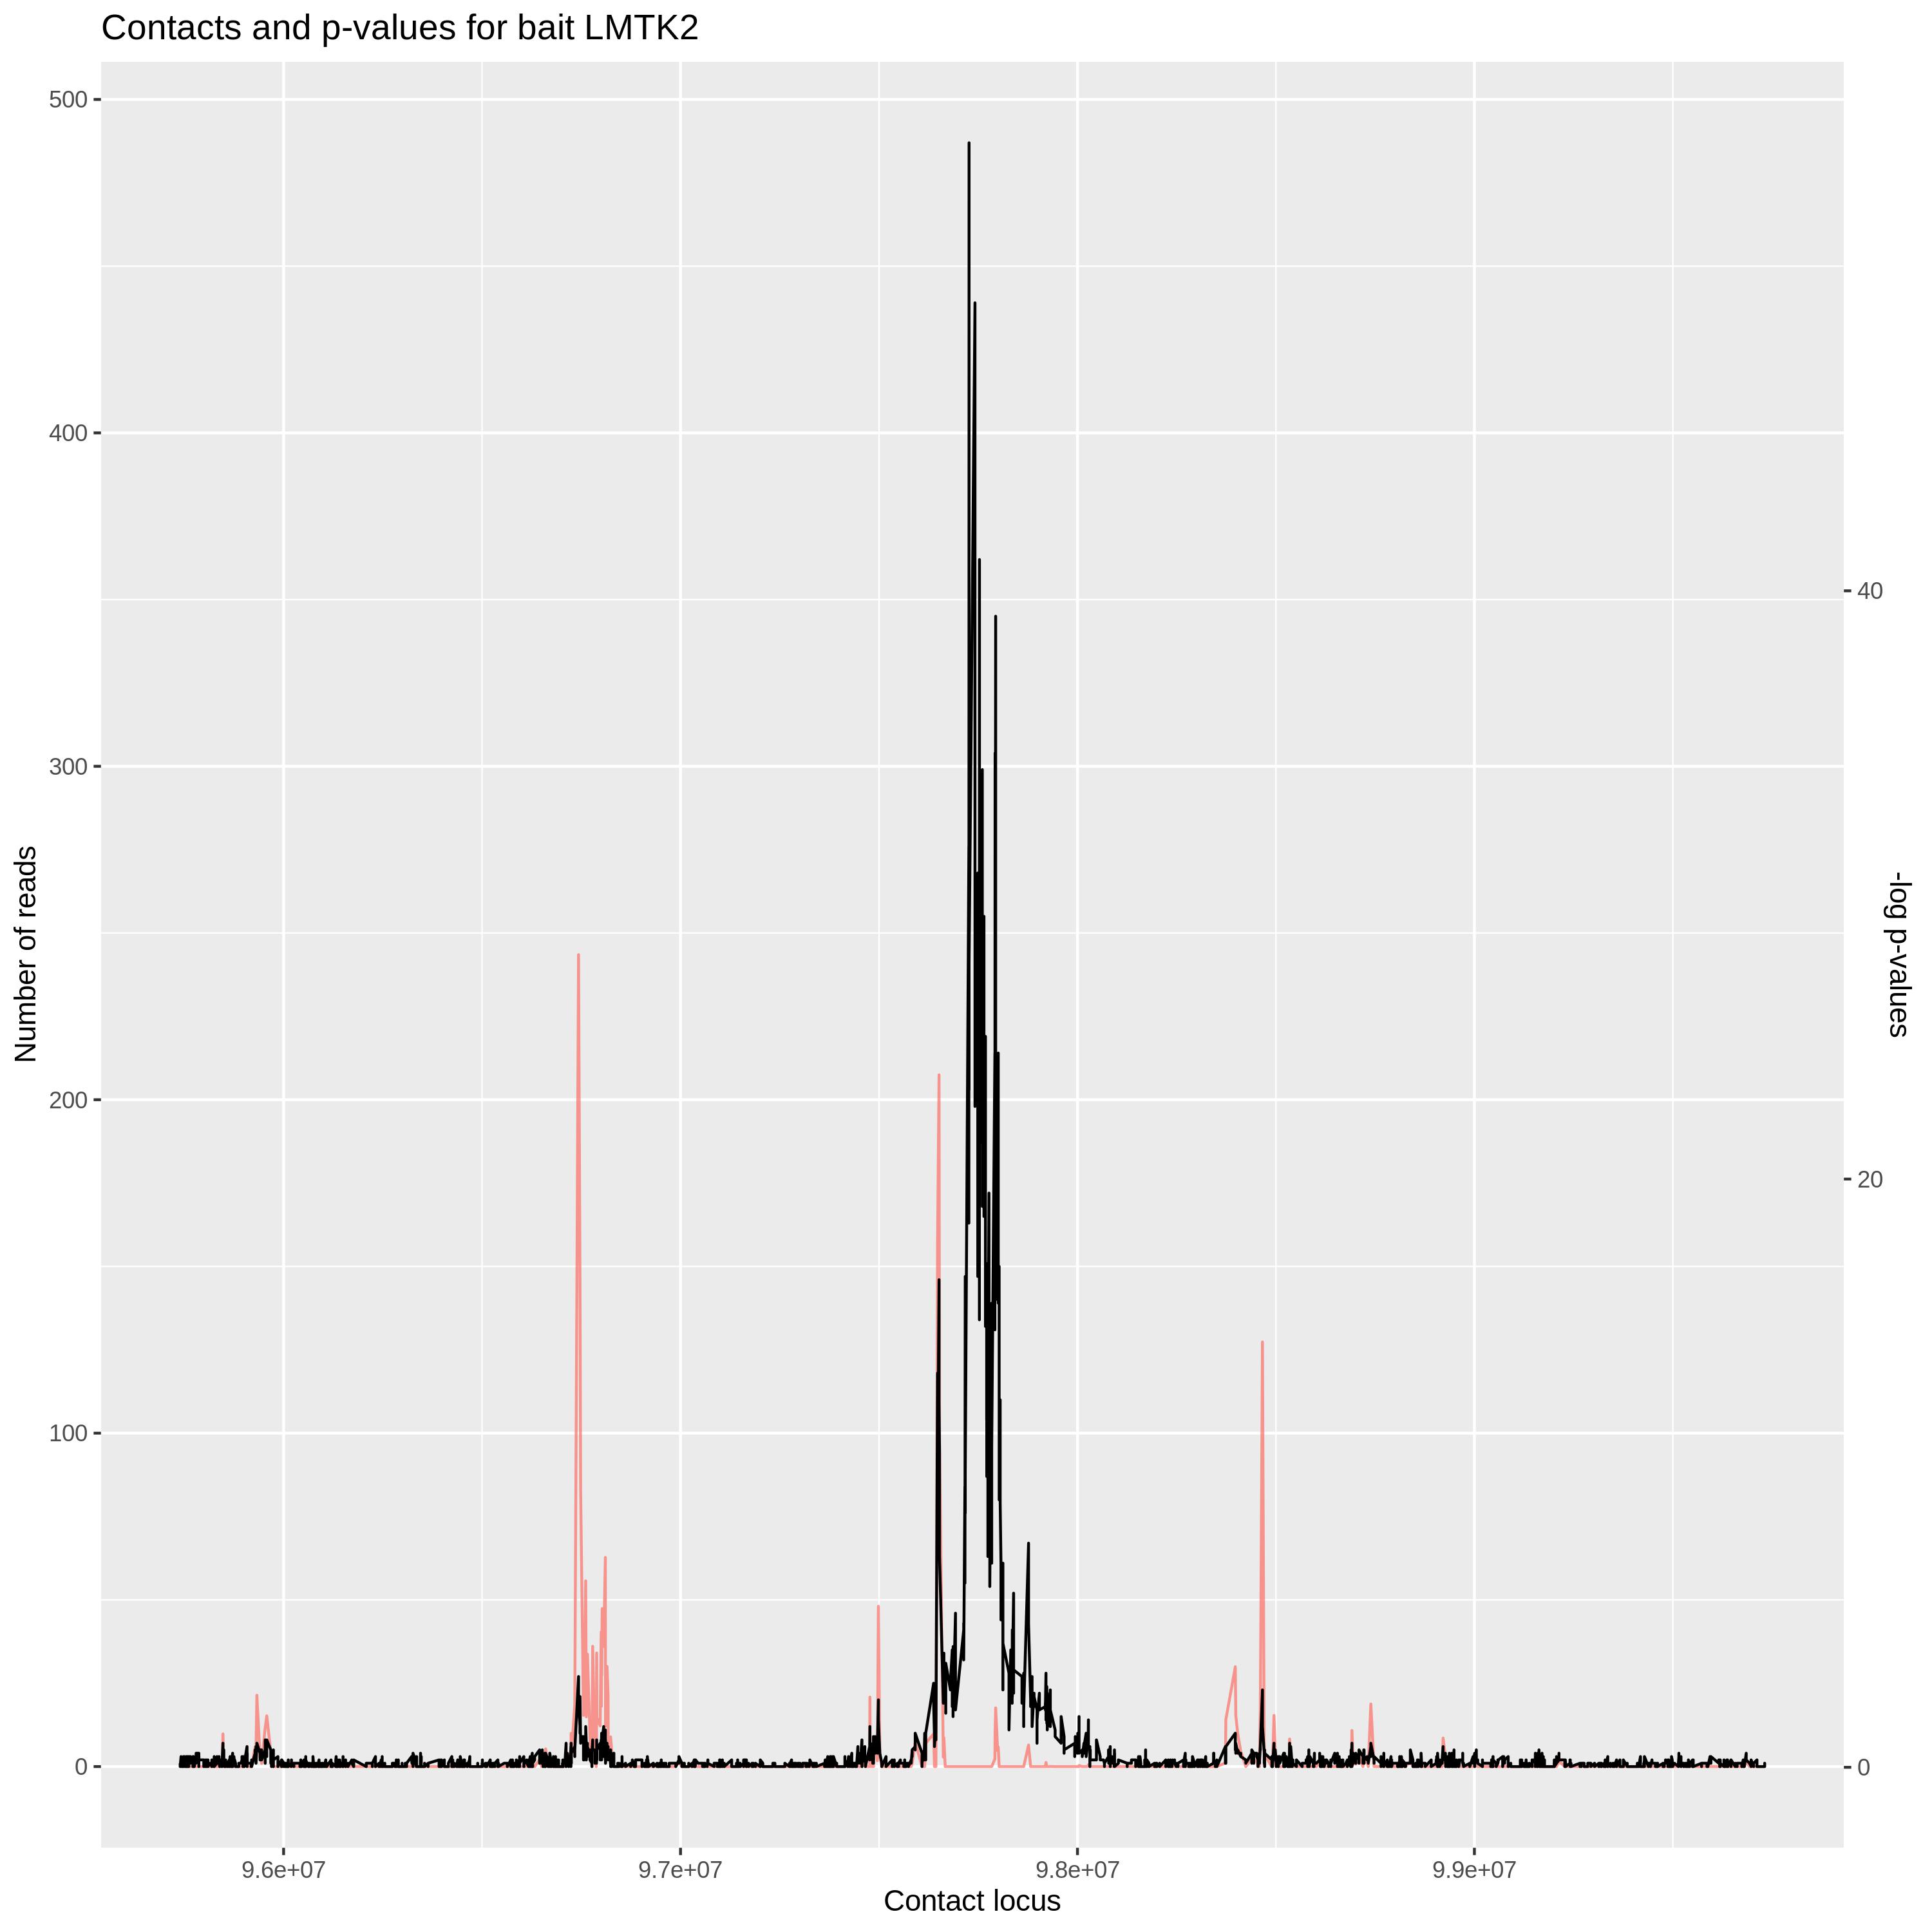 Contacts and p-values for bait LMTK2
500
400
300
200
100
0
Number of reads
40
20
0
-log p-values
9.6e+07
9.7e+07
9.8e+07
9.9e+07
Contact locus